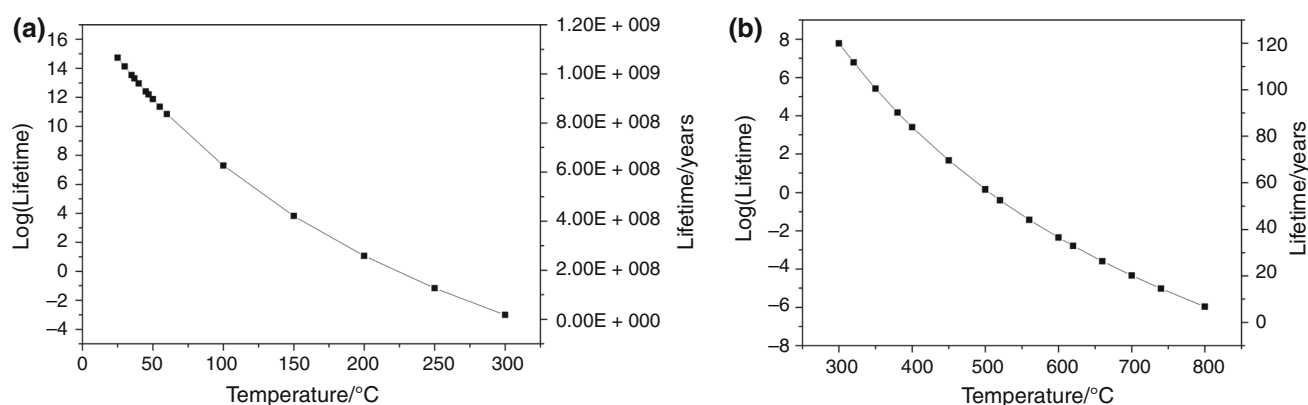 (a)
16
14
12
10
8
6
4
2
0
–2
–4
Log(Lifetime)
1.20E + 009
1.00E + 009
8.00E + 008
6.00E + 008
4.00E + 008
2.00E + 008
0.00E + 000
Lifetime/years
0 50 100 150 200 250 300
Temperature/°C
(b)
8
6
4
2
0
–2
–4
–6
–8
Log(Lifetime)
120
100
80
60
40
20
0
Lifetime/years
300 400 500 600 700 800
Temperature/°C